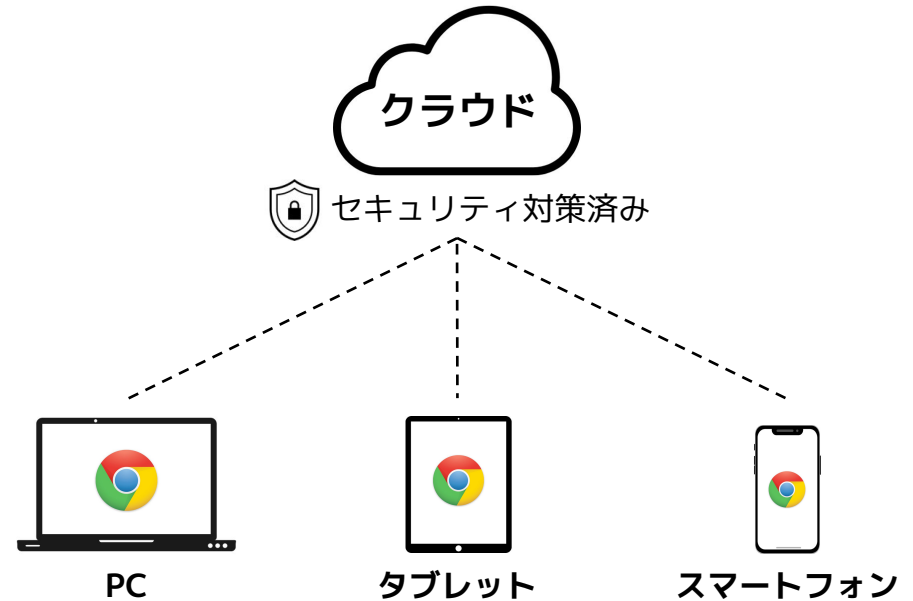 クラウド
セキュリティ対策済み
PC
タブレット
スマートフォン